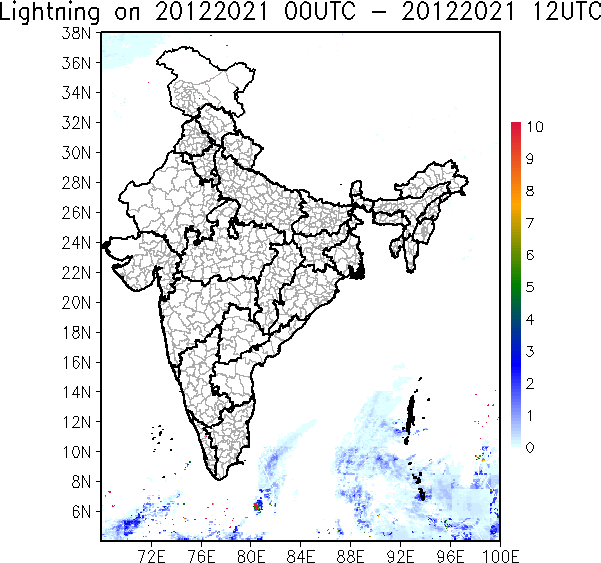 Lightning on 20122021 00UTC – 20122021 12UTC
38N
36N
34N
32N
30N
28N
26N
24N
22N
20N
18N
16N
14N
12N
10N
8N
6N
72E 76E 80E 84E 88E 92E 96E 100E
10
9
8
7
6
5
4
3
2
1
0